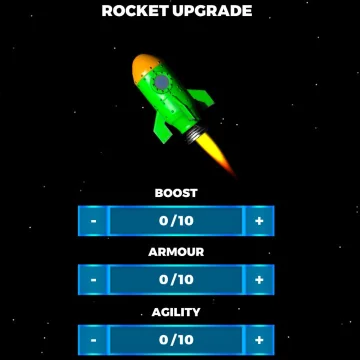 ROCKET UPGRADE
BOOST
- 0/10 +
ARMOUR
- 0/10 +
AGILITY
- 0/10 +